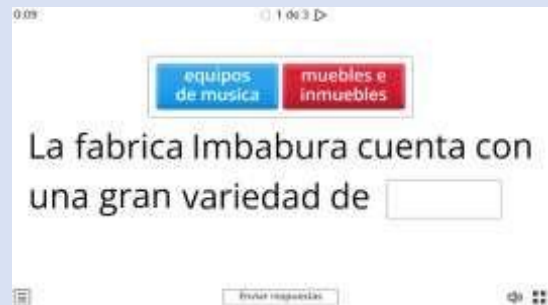 0:09
1 de 3
equipos
de musica
muebles e
inmuebles
La fabrica Imbabura cuenta con
una gran variedad de
Enviar respuestas